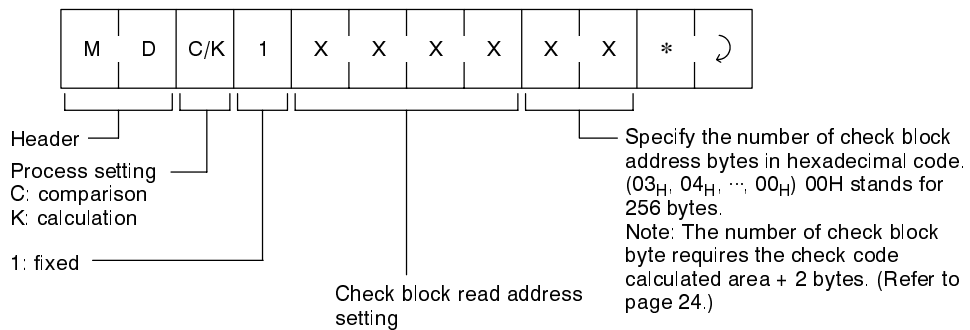 M D C/K 1 X X X X X X *
Header
Process setting
C: comparison
K: calculation
1: fixed
Check block read address
setting
Specify the number of check block
address bytes in hexadecimal code.
(03H, 04H, ···, 00H) 00H stands for
256 bytes.
Note: The number of check block
byte requires the check code
calculated area + 2 bytes. (Refer to
page 24.)